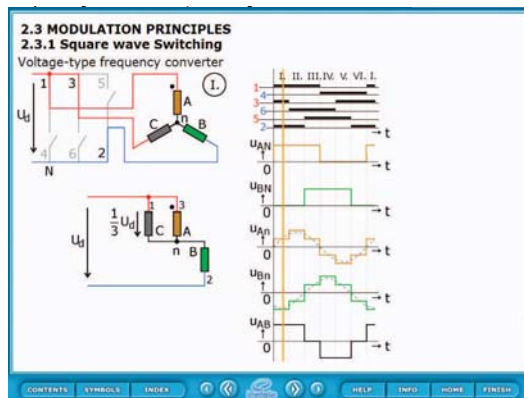 2.3 MODULATION PRINCIPLES
2.3.1 Square wave Switching
Voltage-type frequency converter
1 3 5
I.
A
Ud
n
C B
4 6 2
N
1 3
1/3 Ud C A
Ud
n B
2
I. II. III. IV. V. VI. I.
1
4
3
6
5
2 t
uAN
0 t
uBN
0 t
uAn
0 t
uBn
0 t
uAB
0 t
CONTENTS SYMBOLS INDEX HELP INFO HOME FINISH